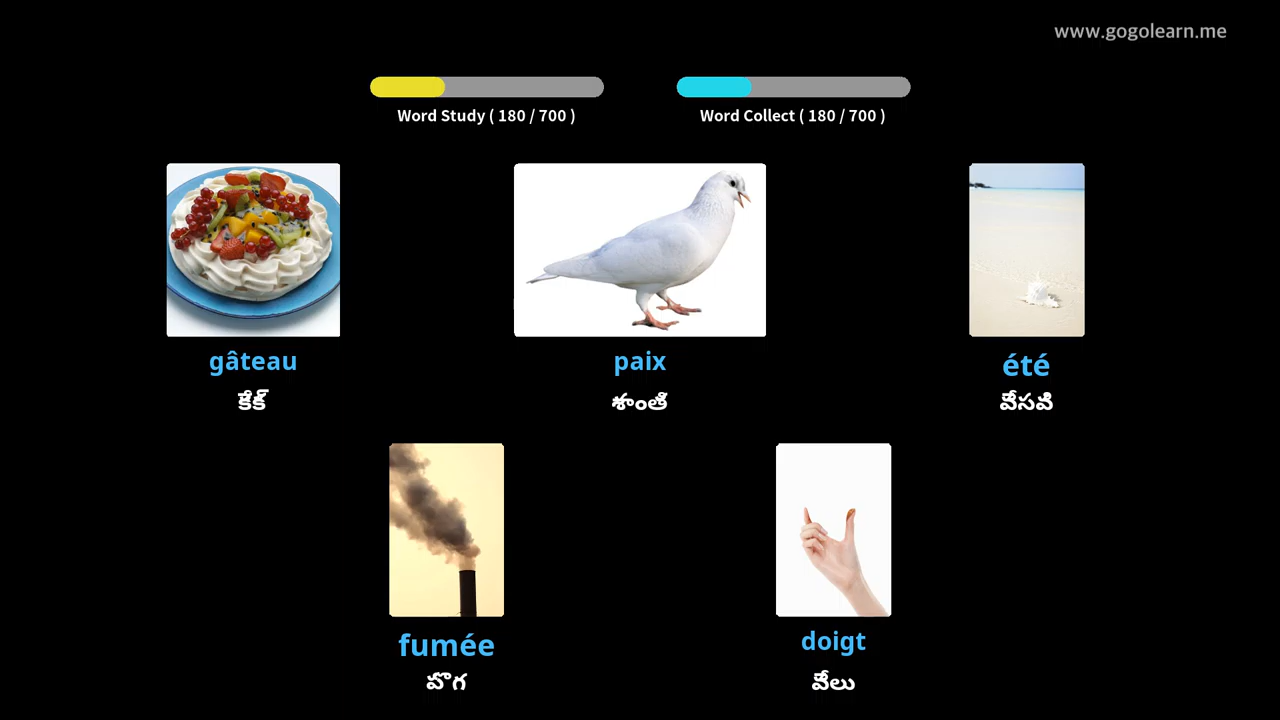 www.gogolearn.me
Word Study ( 180 / 700 )
Word Collect ( 180 / 700 )
gâteau
కేక్
paix
శాంతి
été
వేసవి
fumée
పొగ
doigt
వేలు